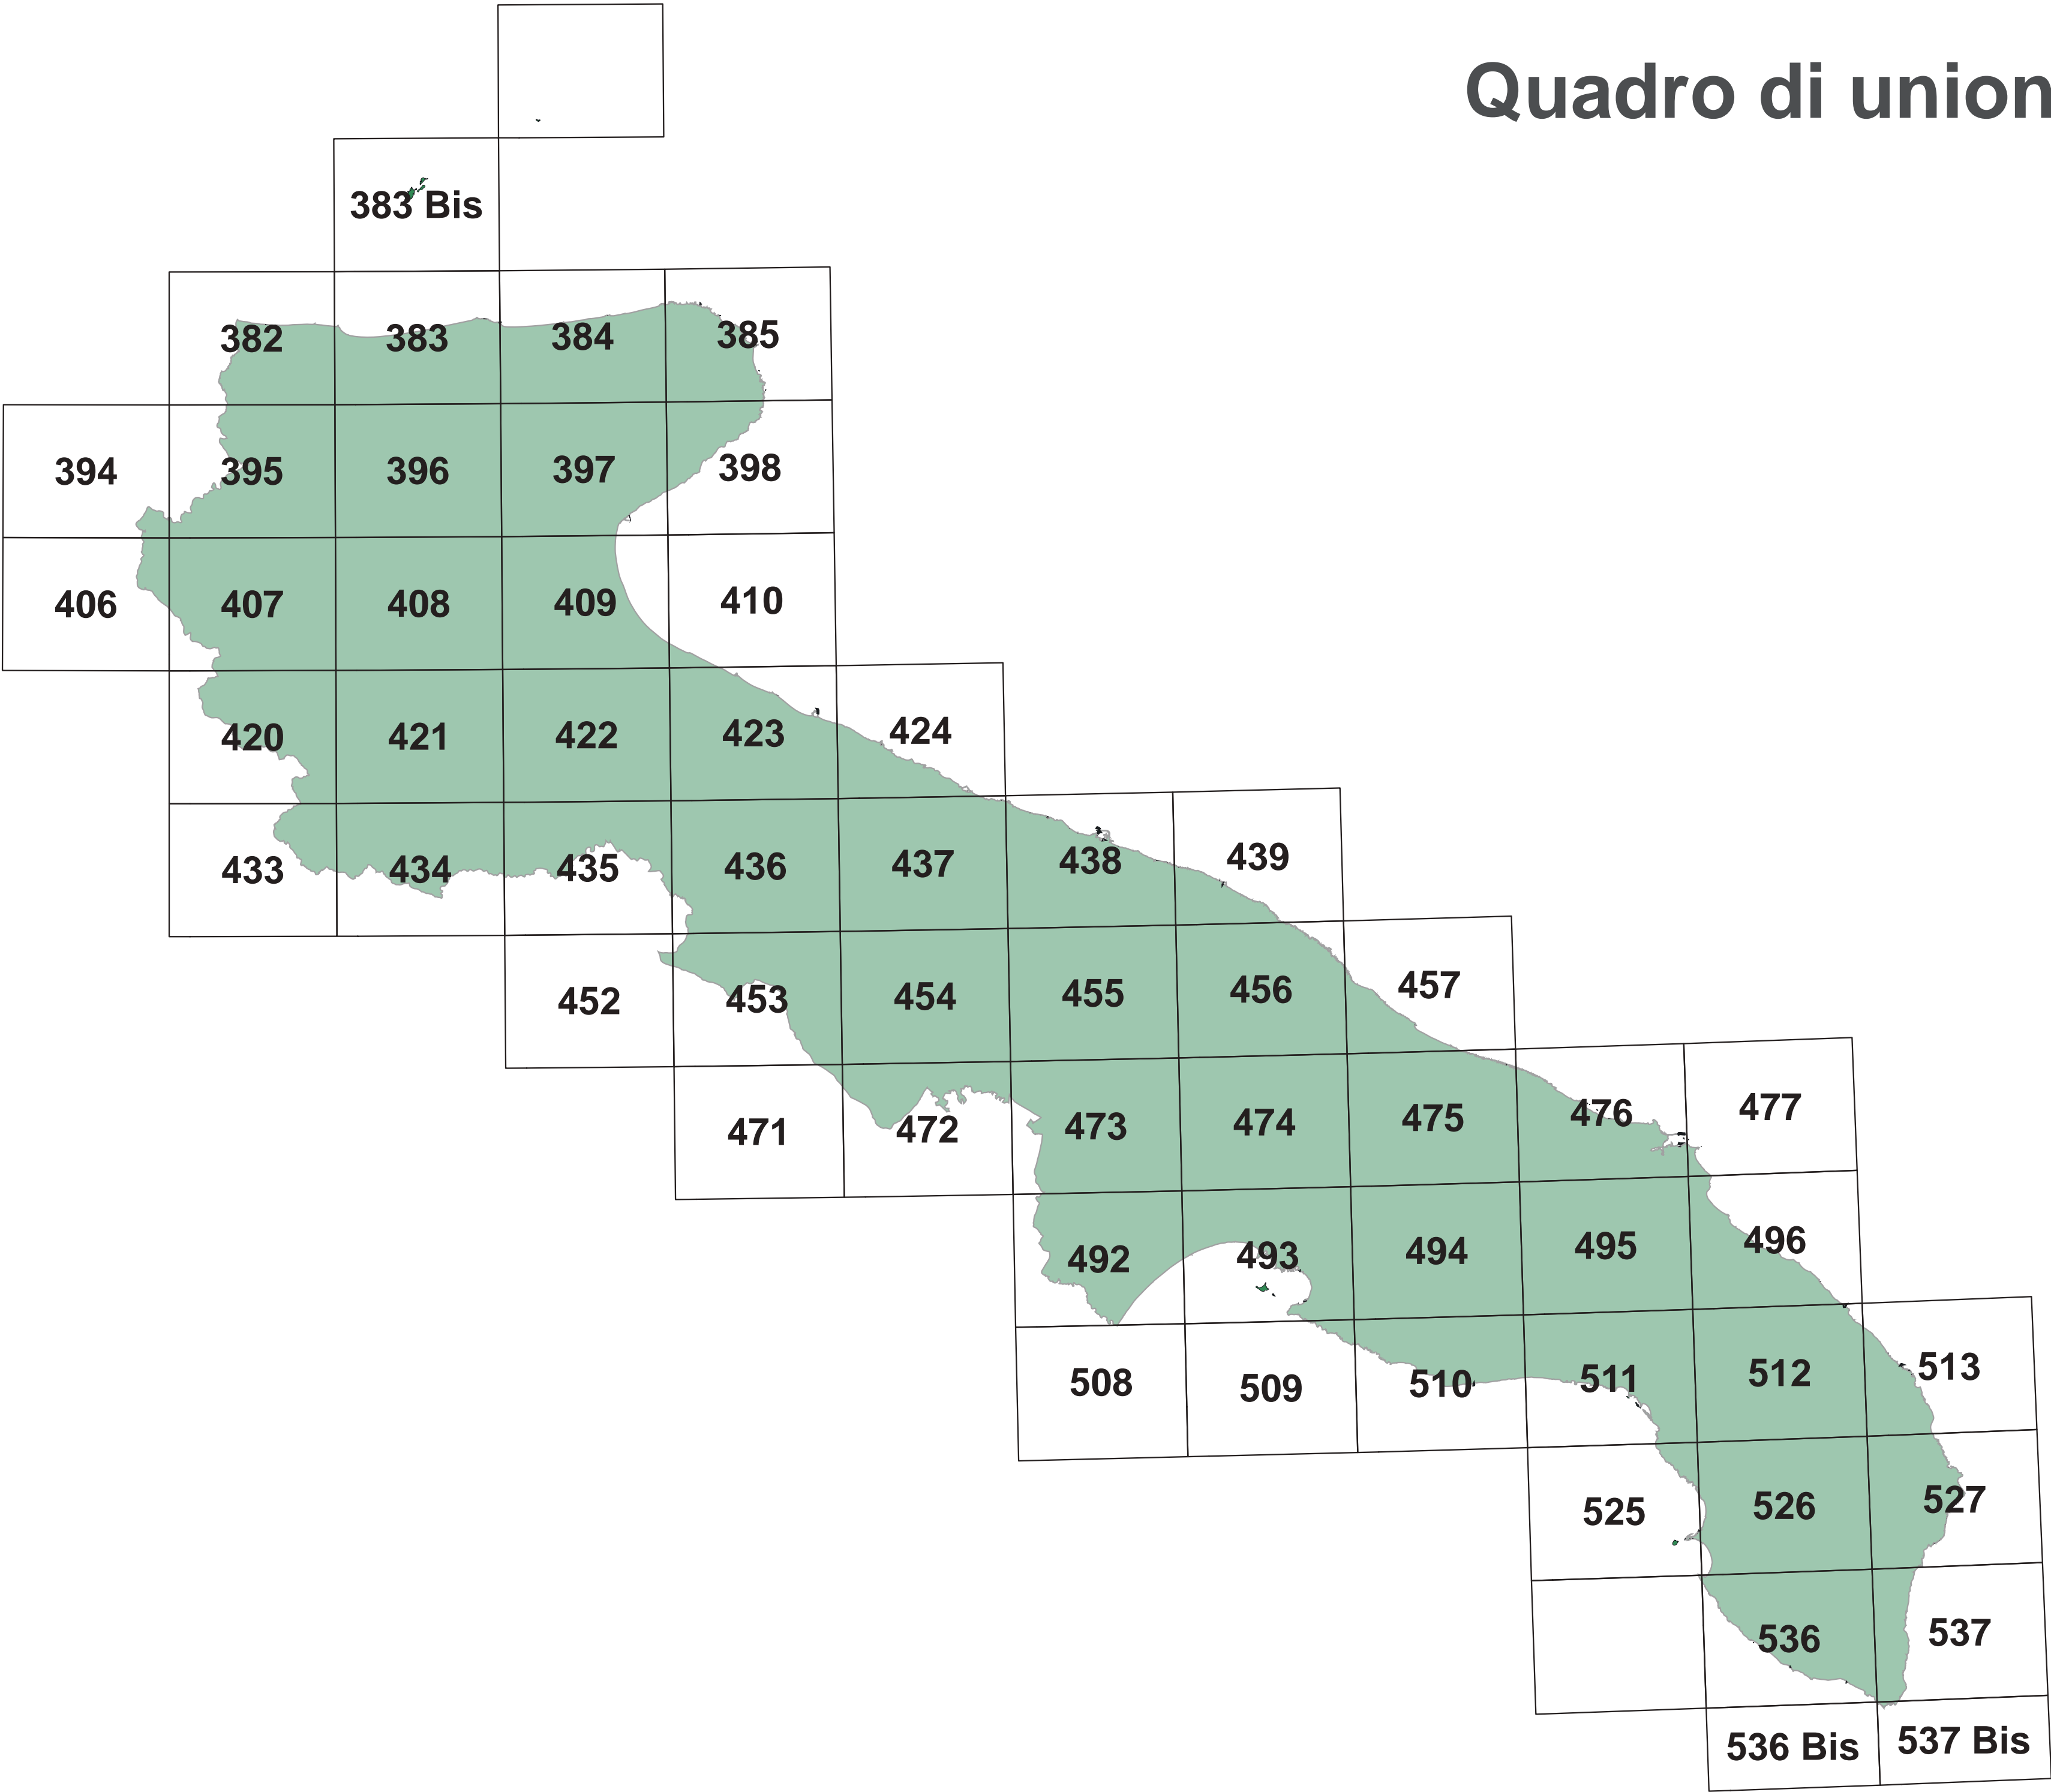 Quadro di union
383 Bis
382 383 384 385
394 395 396 397 398
406 407 408 409 410
420 421 422 423 424
433 434 435 436 437 438 439
452 453 454 455 456 457
471 472 473 474 475 476 477
492 493 494 495 496
508 509 510 511 512 513
525 526 527
536 537
536 Bis 537 Bis